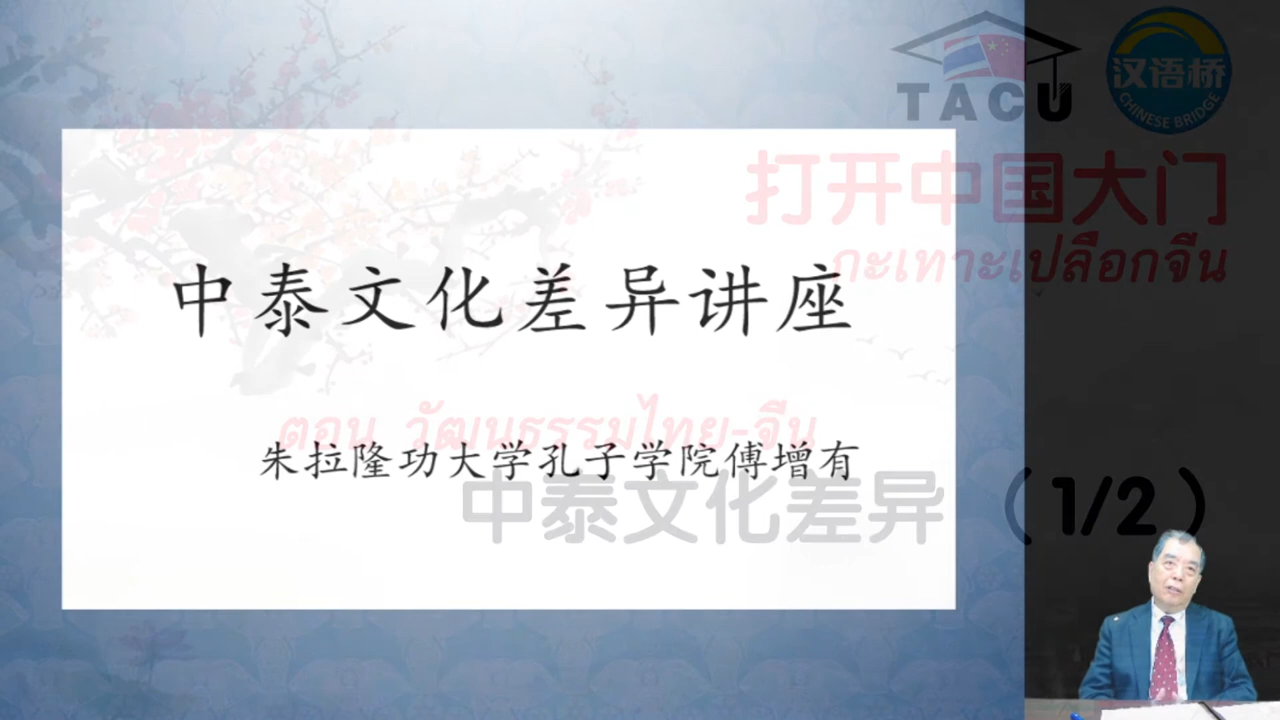 TACU
汉语桥
CHINESE BRIDGE
打开中国大门
กะเทาะเปลือกจีน
中泰文化差异讲座
ตอน วัฒนธรรมไทย-จีน
朱拉隆功大学孔子学院傅增有
中泰文化差异（1/2）